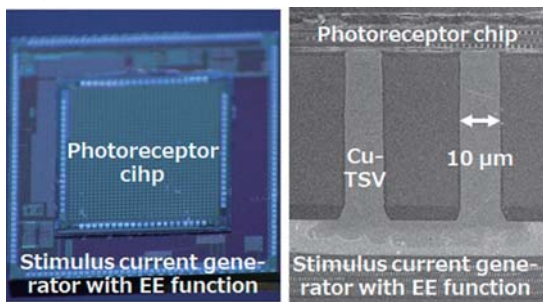 Photoreceptor
cihp
Stimulus current gene-
rator with EE function
Photoreceptor chip
Cu-
TSV
10 µm
Stimulus current gene-
rator with EE function